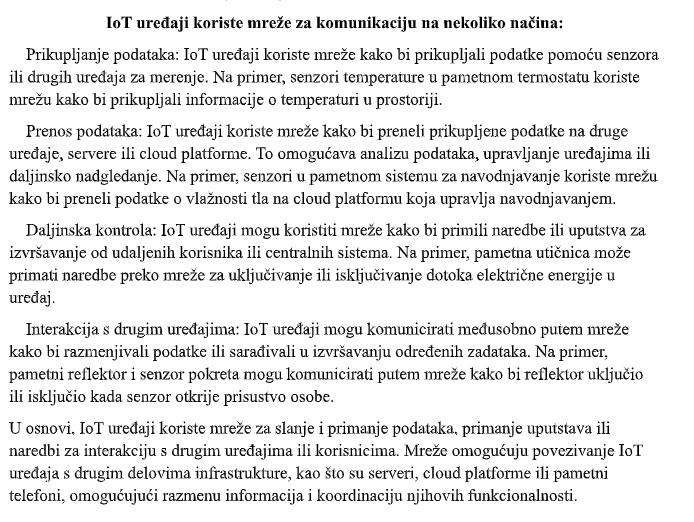 IoT uređaji koriste mreže za komunikaciju na nekoliko načina:
Prikupljanje podataka: IoT uređaji koriste mreže kako bi prikupljali podatke pomoću senzora
ili drugih uređaja za merenje. Na primer, senzori temperature u pametnom termostatu koriste
mrežu kako bi prikupljali informacije o temperaturi u prostoriji.
Prenos podataka: IoT uređaji koriste mreže kako bi preneli prikupljene podatke na druge
uređaje, servere ili cloud platforme. To omogućava analizu podataka, upravljanje uređajima ili
daljinsko nadgledanje. Na primer, senzori u pametnom sistemu za navodnjavanje koriste mrežu
kako bi preneli podatke o vlažnosti tla na cloud platformu koja upravlja navodnjavanjem.
Daljinska kontrola: IoT uređaji mogu koristiti mreže kako bi primili naredbe ili uputstva za
izvršavanje od udaljenih korisnika ili centralnih sistema. Na primer, pametna utičnica može
primati naredbe preko mreže za uključivanje ili isključivanje dotoka električne energije u
uređaj.
Interakcija s drugim uređajima: IoT uređaji mogu komunicirati međusobno putem mreže
kako bi razmenjivali podatke ili sarađivali u izvršavanju određenih zadataka. Na primer,
pametni reflektor i senzor pokreta mogu komunicirati putem mreže kako bi reflektor uključio
ili isključio kada senzor otkrije prisustvo osobe.
U osnovi, IoT uređaji koriste mreže za slanje i primanje podataka, primanje uputstava ili
naredbi za interakciju s drugim uređajima ili korisnicima. Mreže omogućuju povezivanje IoT
uređaja s drugim delovima infrastrukture, kao što su serveri, cloud platforme ili pametni
telefoni, omogućujući razmenu informacija i koordinaciju njihovih funkcionalnosti.